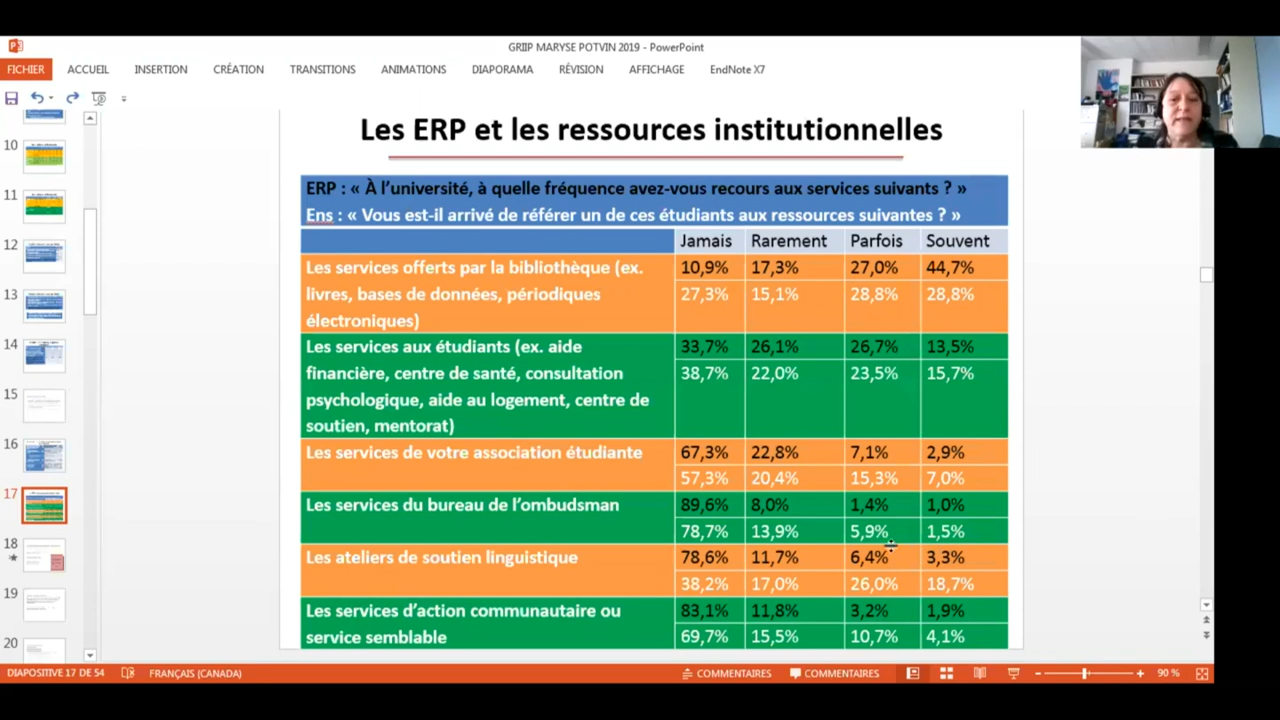 GRIIP MARYSE POTVIN 2019 - PowerPoint
FICHIER ACCUEIL INSERTION CRÉATION TRANSITIONS ANIMATIONS DIAPORAMA RÉVISION AFFICHAGE EndNote X7
Les ERP et les ressources institutionnelles
ERP : « À l’université, à quelle fréquence avez-vous recours aux services suivants ? »
Ens : « Vous est-il arrivé de référer un de ces étudiants aux ressources suivantes ? »
Jamais Rarement Parfois Souvent
Les services offerts par la bibliothèque (ex. 10,9% 17,3% 27,0% 44,7%
livres, bases de données, périodiques 27,3% 15,1% 28,8% 28,8%
électroniques)
Les services aux étudiants (ex. aide 33,7% 26,1% 26,7% 13,5%
financière, centre de santé, consultation 38,7% 22,0% 23,5% 15,7%
psychologique, aide au logement, centre de
soutien, mentorat)
Les services de votre association étudiante 67,3% 22,8% 7,1% 2,9%
57,3% 20,4% 15,3% 7,0%
Les services du bureau de l’ombudsman 89,6% 8,0% 1,4% 1,0%
78,7% 13,9% 5,9% 1,5%
Les ateliers de soutien linguistique 78,6% 11,7% 6,4% 3,3%
38,2% 17,0% 26,0% 18,7%
Les services d’action communautaire ou 83,1% 11,8% 3,2% 1,9%
service semblable 69,7% 15,5% 10,7% 4,1%
10
11
12
13
14
15
16
17
18
19
20
DIAPOSITIVE 17 DE 54 FRANÇAIS (CANADA) COMMENTAIRES COMMENTAIRES 90 %